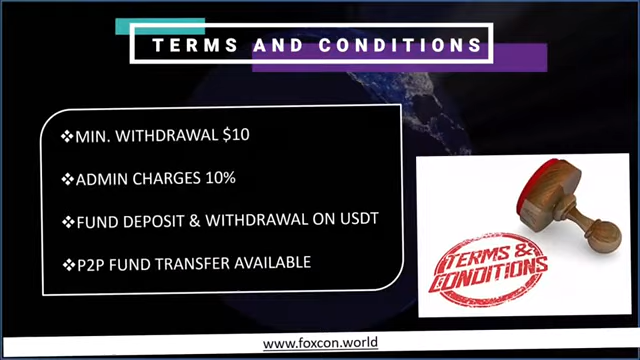 TERMS AND CONDITIONS
❖MIN. WITHDRAWAL $10
❖ADMIN CHARGES 10%
❖FUND DEPOSIT & WITHDRAWAL ON USDT
❖P2P FUND TRANSFER AVAILABLE
TERMS &
CONDITIONS
www.foxcon.world